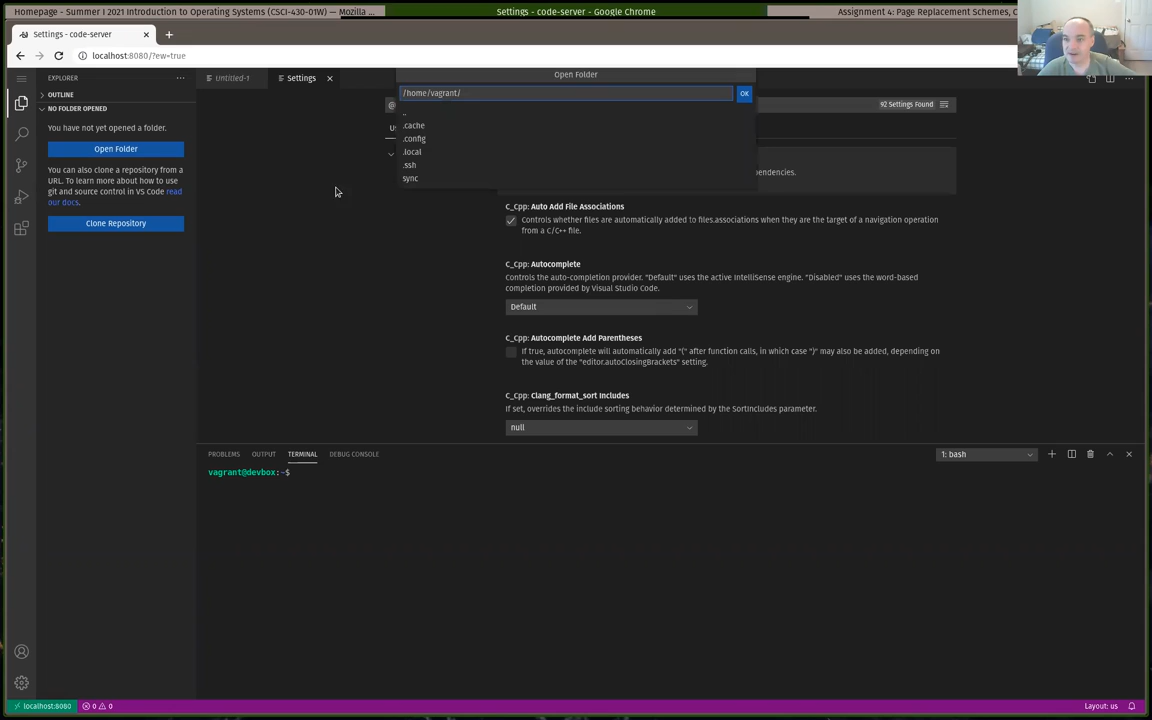 Homepage - Summer I 2021 Introduction to Operating Systems (CSCI-430-01W) — Mozilla ...
Settings - code-server - Google Chrome
Assignment 4: Page Replacement Schemes, C
Settings - code-server
localhost:8080/?ew=true
EXPLORER
Untitled-1
Settings
Open Folder
/home/vagrant/
OK
92 Settings Found
OUTLINE
NO FOLDER OPENED
..
.cache
.config
.local
.ssh
sync
You have not yet opened a folder.
Open Folder
You can also clone a repository from a
URL. To learn more about how to use
git and source control in VS Code read
our docs.
Clone Repository
endencies.
C_Cpp: Auto Add File Associations
Controls whether files are automatically added to files.associations when they are the target of a navigation operation
from a C/C++ file.
C_Cpp: Autocomplete
Controls the auto-completion provider. "Default" uses the active IntelliSense engine. "Disabled" uses the word-based
completion provided by Visual Studio Code.
Default
C_Cpp: Autocomplete Add Parentheses
If true, autocomplete will automatically add "(" after function calls, in which case ")" may also be added, depending on
the value of the "editor.autoClosingBrackets" setting.
C_Cpp: Clang_format_sort Includes
If set, overrides the include sorting behavior determined by the SortIncludes parameter.
null
PROBLEMS
OUTPUT
TERMINAL
DEBUG CONSOLE
1: bash
vagrant@devbox:~$
localhost:8080
0
0
Layout: us